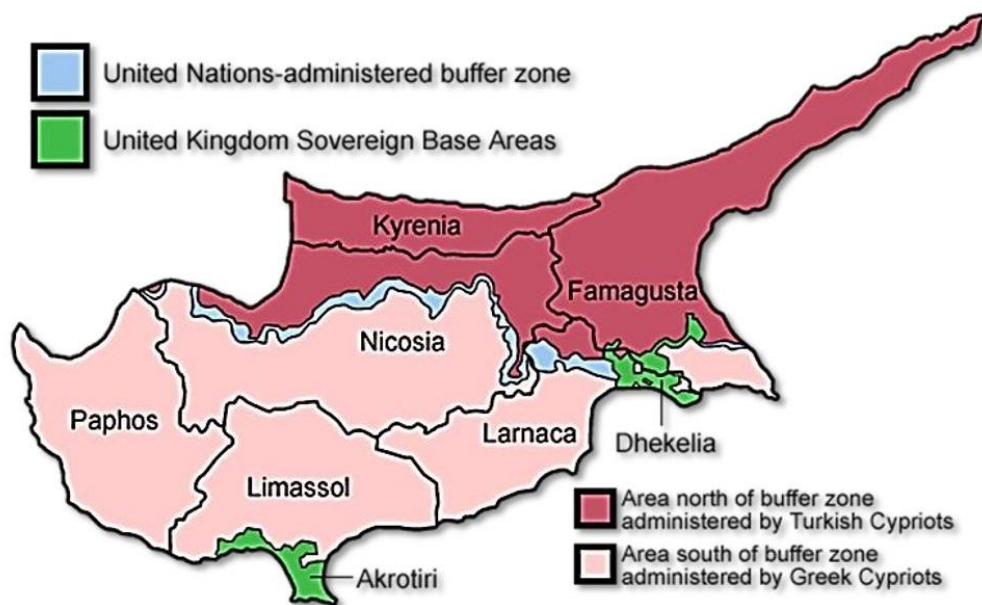 United Nations-administered buffer zone
United Kingdom Sovereign Base Areas
Kyrenia
Famagusta
Nicosia
Paphos
Larnaca
Dhekelia
Limassol
Akrotiri
Area north of buffer zone
administered by Turkish Cypriots
Area south of buffer zone
administered by Greek Cypriots